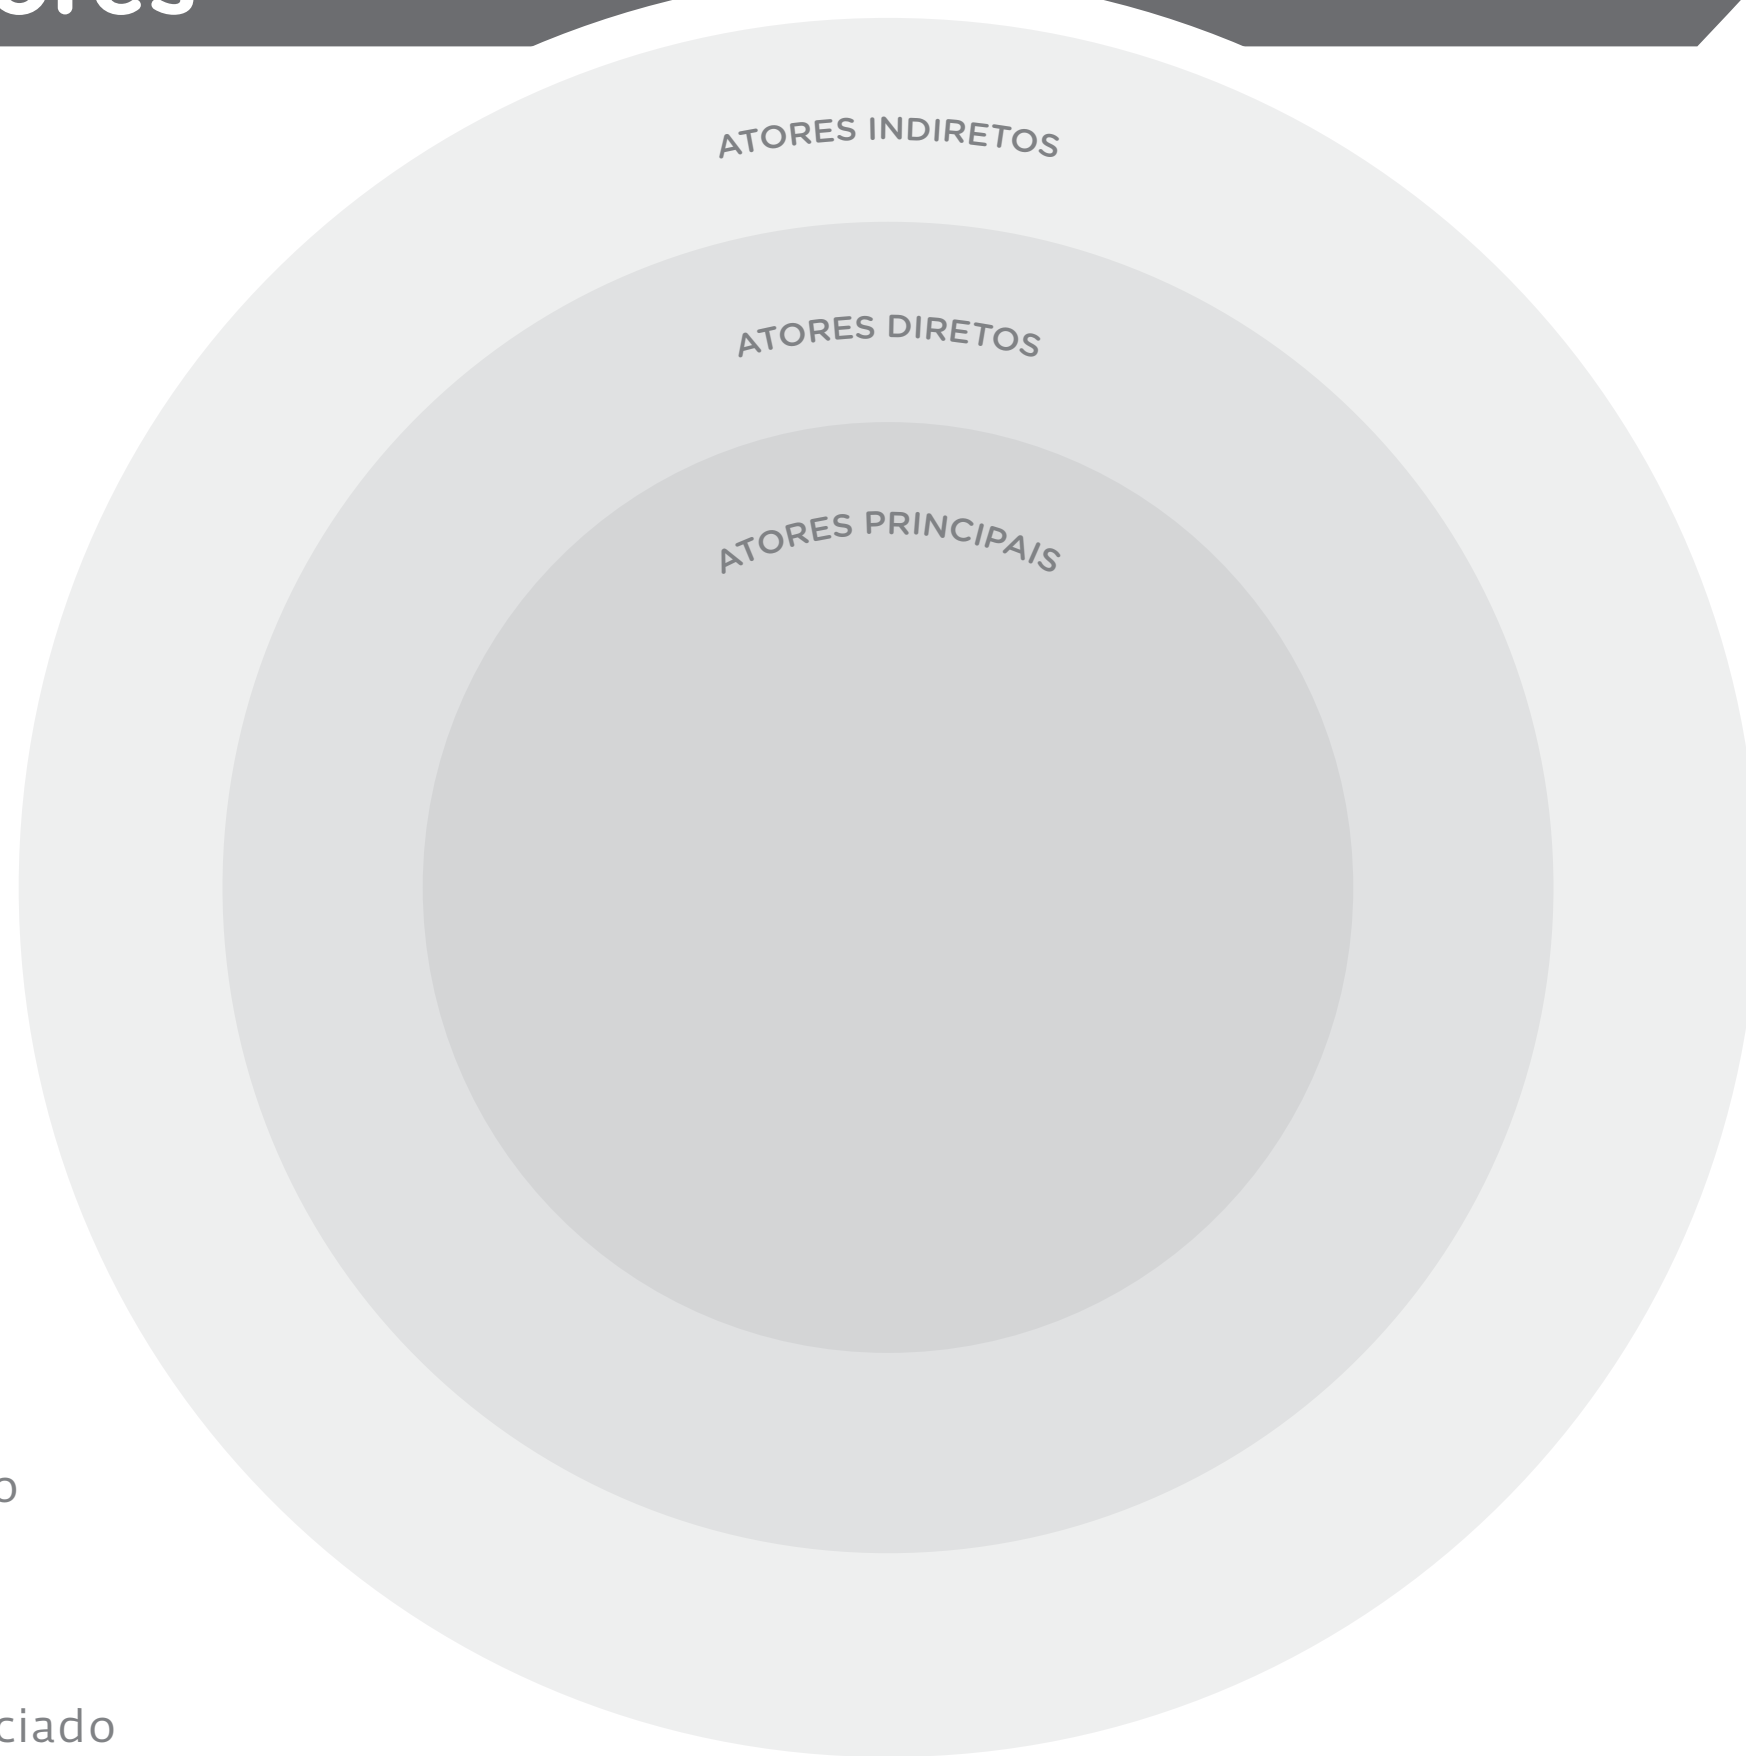 ATORES INDIRETOS
ATORES DIRETOS
ATORES PRINCIPAIS
o
ciado